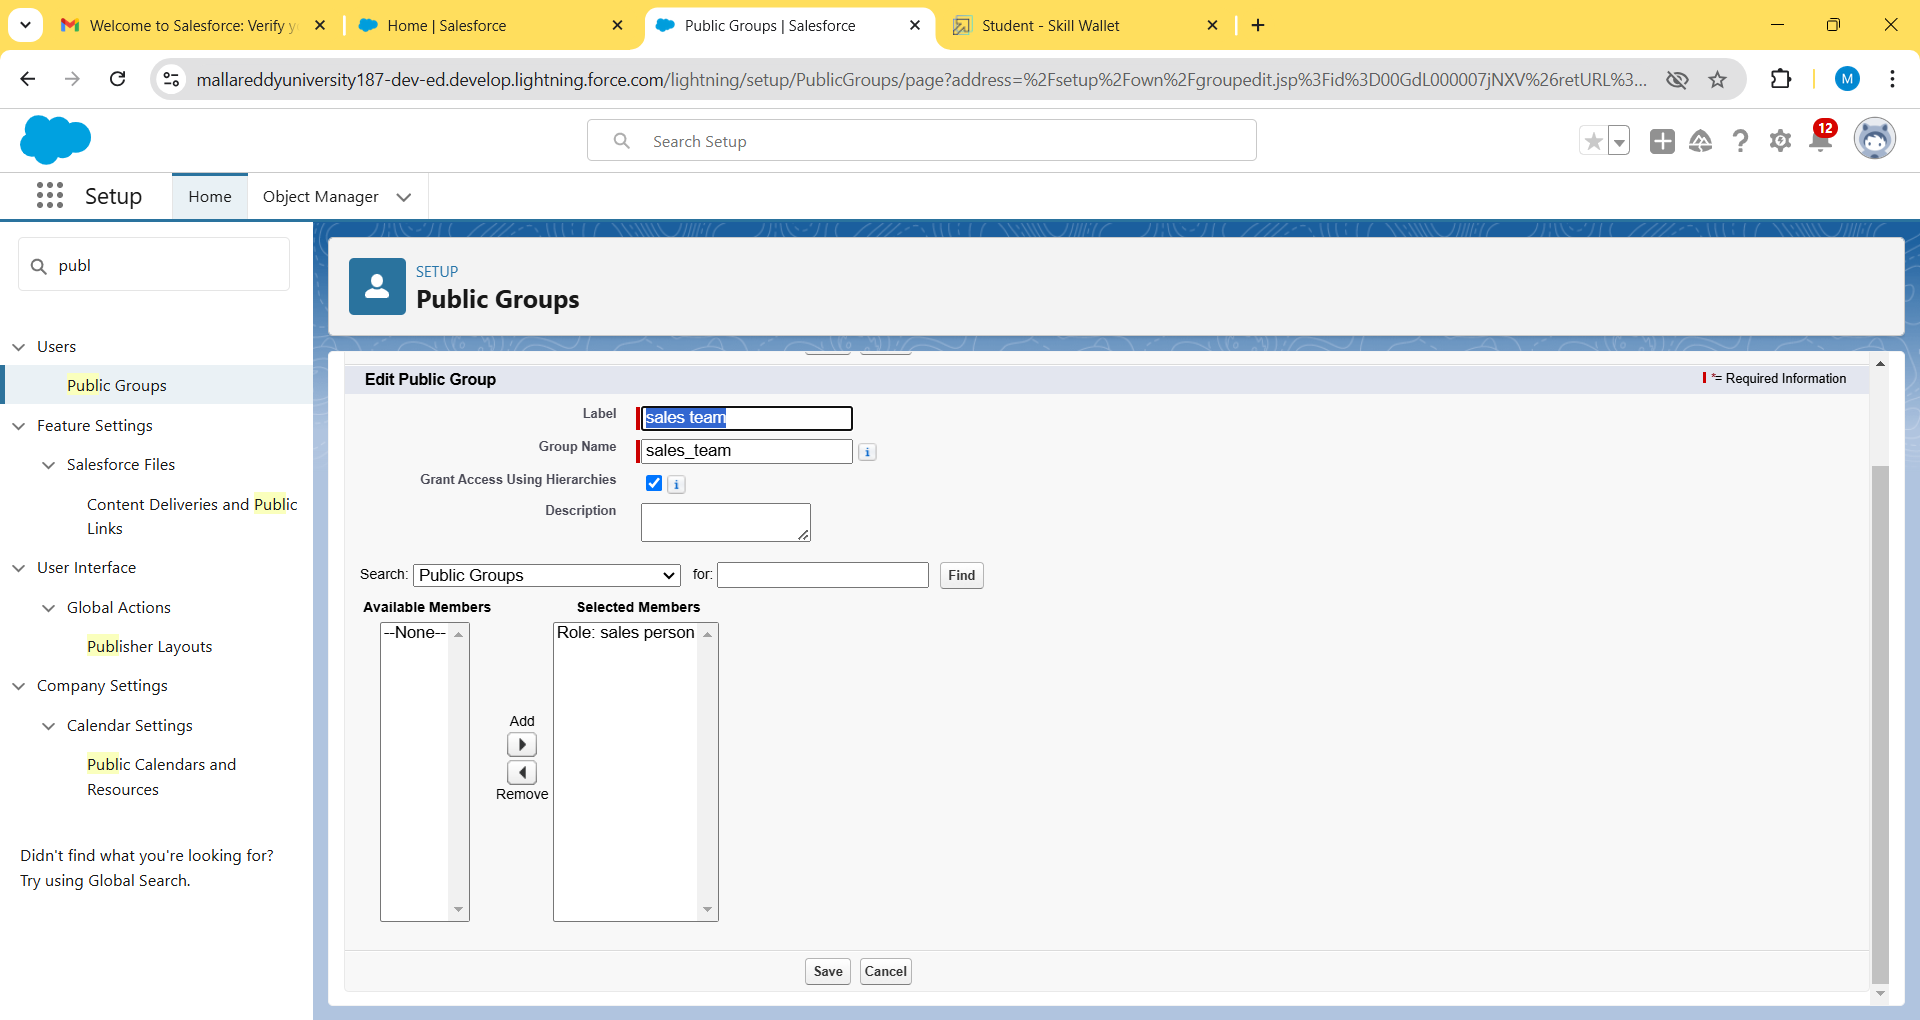 Welcome to Salesforce: Verify y
Home | Salesforce
Public Groups | Salesforce
Student - Skill Wallet
mallareddyuniversity187-dev-ed.develop.lightning.force.com/lightning/setup/PublicGroups/page?address=%2Fsetup%2Fown%2Fgroupedit.jsp%3Fid%3D00GdL000007jNXV%26retURL%3...
M
Search Setup
12
Setup
Home
Object Manager
publ
SETUP
Public Groups
Users
Public Groups
Feature Settings
Salesforce Files
Content Deliveries and Public
Links
User Interface
Global Actions
Publisher Layouts
Company Settings
Calendar Settings
Public Calendars and
Resources
Didn't find what you're looking for?
Try using Global Search.
Edit Public Group
*= Required Information
Label
sales team
Group Name
sales_team
i
Grant Access Using Hierarchies
i
Description
Search:
Public Groups
for:
Find
Available Members
Selected Members
--None--
Role: sales person
Add
Remove
Save
Cancel